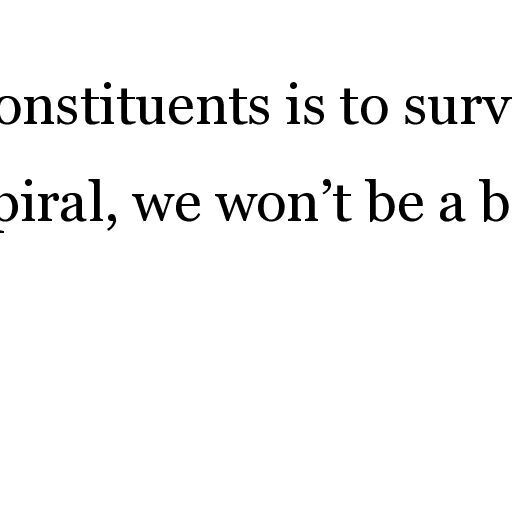 onstituents is to surv
piral, we won’t be a b